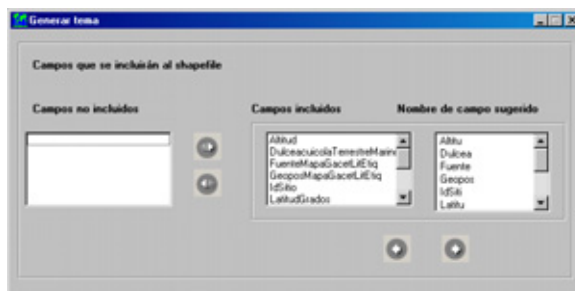 Generar tema
Campos que se incluirán al shapefile
Campos no incluidos
Campos incluidos
Nombre de campo sugerido
Altitud
DulceacuicolaTerrestreMarino
FuenteMapaGacetLitEtiq
GeoposMapaGacetLitEtiq
IdSitio
LatitudGrados
Altitu
Dulcea
Fuente
Geopos
IdSiti
Latitu